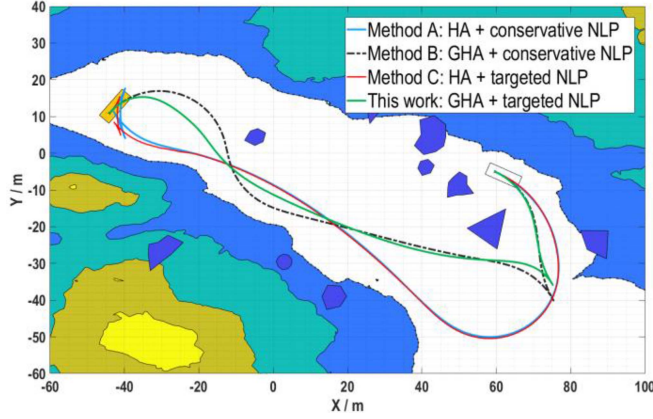 Method A: HA + conservative NLP
Method B: GHA + conservative NLP
Method C: HA + targeted NLP
This work: GHA + targeted NLP
40
30
20
10
0
-10
-20
-30
-40
-50
-60
Y / m
-60 -40 -20 0 20 40 60 80 100
X / m